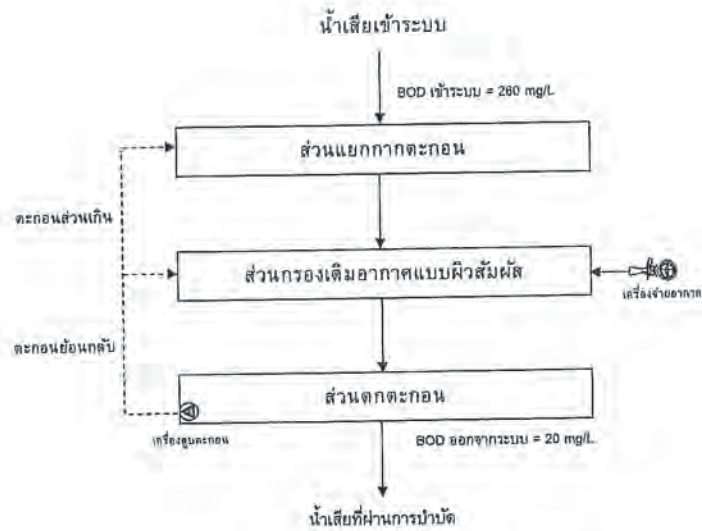 น้ำเสียเข้าระบบ
BOD เข้าระบบ = 260 mg/L
ส่วนแยกกากตะกอน
ตะกอนส่วนเกิน
ส่วนกรองเติมอากาศแบบผิวสัมผัส
เครื่องจ่ายอากาศ
ตะกอนย้อนกลับ
ส่วนตกตะกอน
เครื่องสูบตะกอน
BOD ออกจากระบบ = 20 mg/L
น้ำเสียที่ผ่านการบำบัด